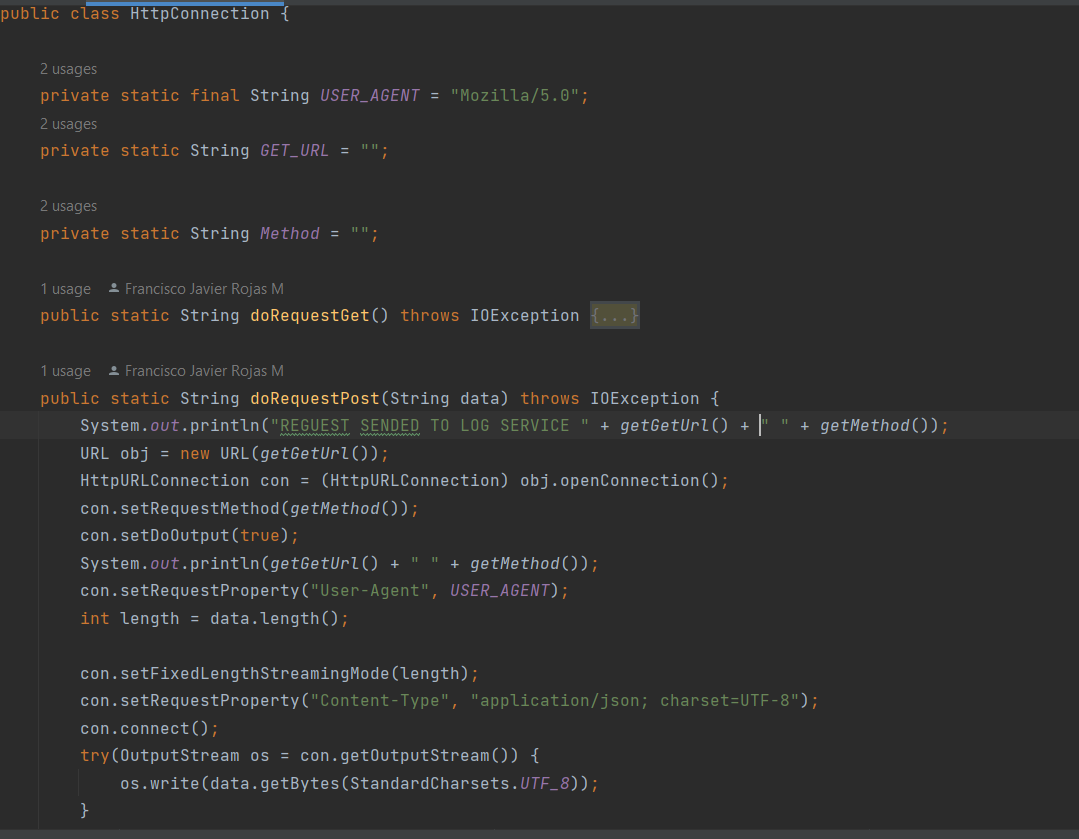 public class HttpConnection {
2 usages
private static final String USER_AGENT = "Mozilla/5.0";
2 usages
private static String GET_URL = "";
2 usages
private static String Method = "";
1 usage Francisco Javier Rojas M
public static String doRequestGet() throws IOException {...}
1 usage Francisco Javier Rojas M
public static String doRequestPost(String data) throws IOException {
System.out.println("REGUEST SENDED TO LOG SERVICE " + getGetUrl() + " " + getMethod());
URL obj = new URL(getGetUrl());
HttpURLConnection con = (HttpURLConnection) obj.openConnection();
con.setRequestMethod(getMethod());
con.setDoOutput(true);
System.out.println(getGetUrl() + " " + getMethod());
con.setRequestProperty("User-Agent", USER_AGENT);
int length = data.length();
con.setFixedLengthStreamingMode(length);
con.setRequestProperty("Content-Type", "application/json; charset=UTF-8");
con.connect();
try(OutputStream os = con.getOutputStream()) {
os.write(data.getBytes(StandardCharsets.UTF_8));
}